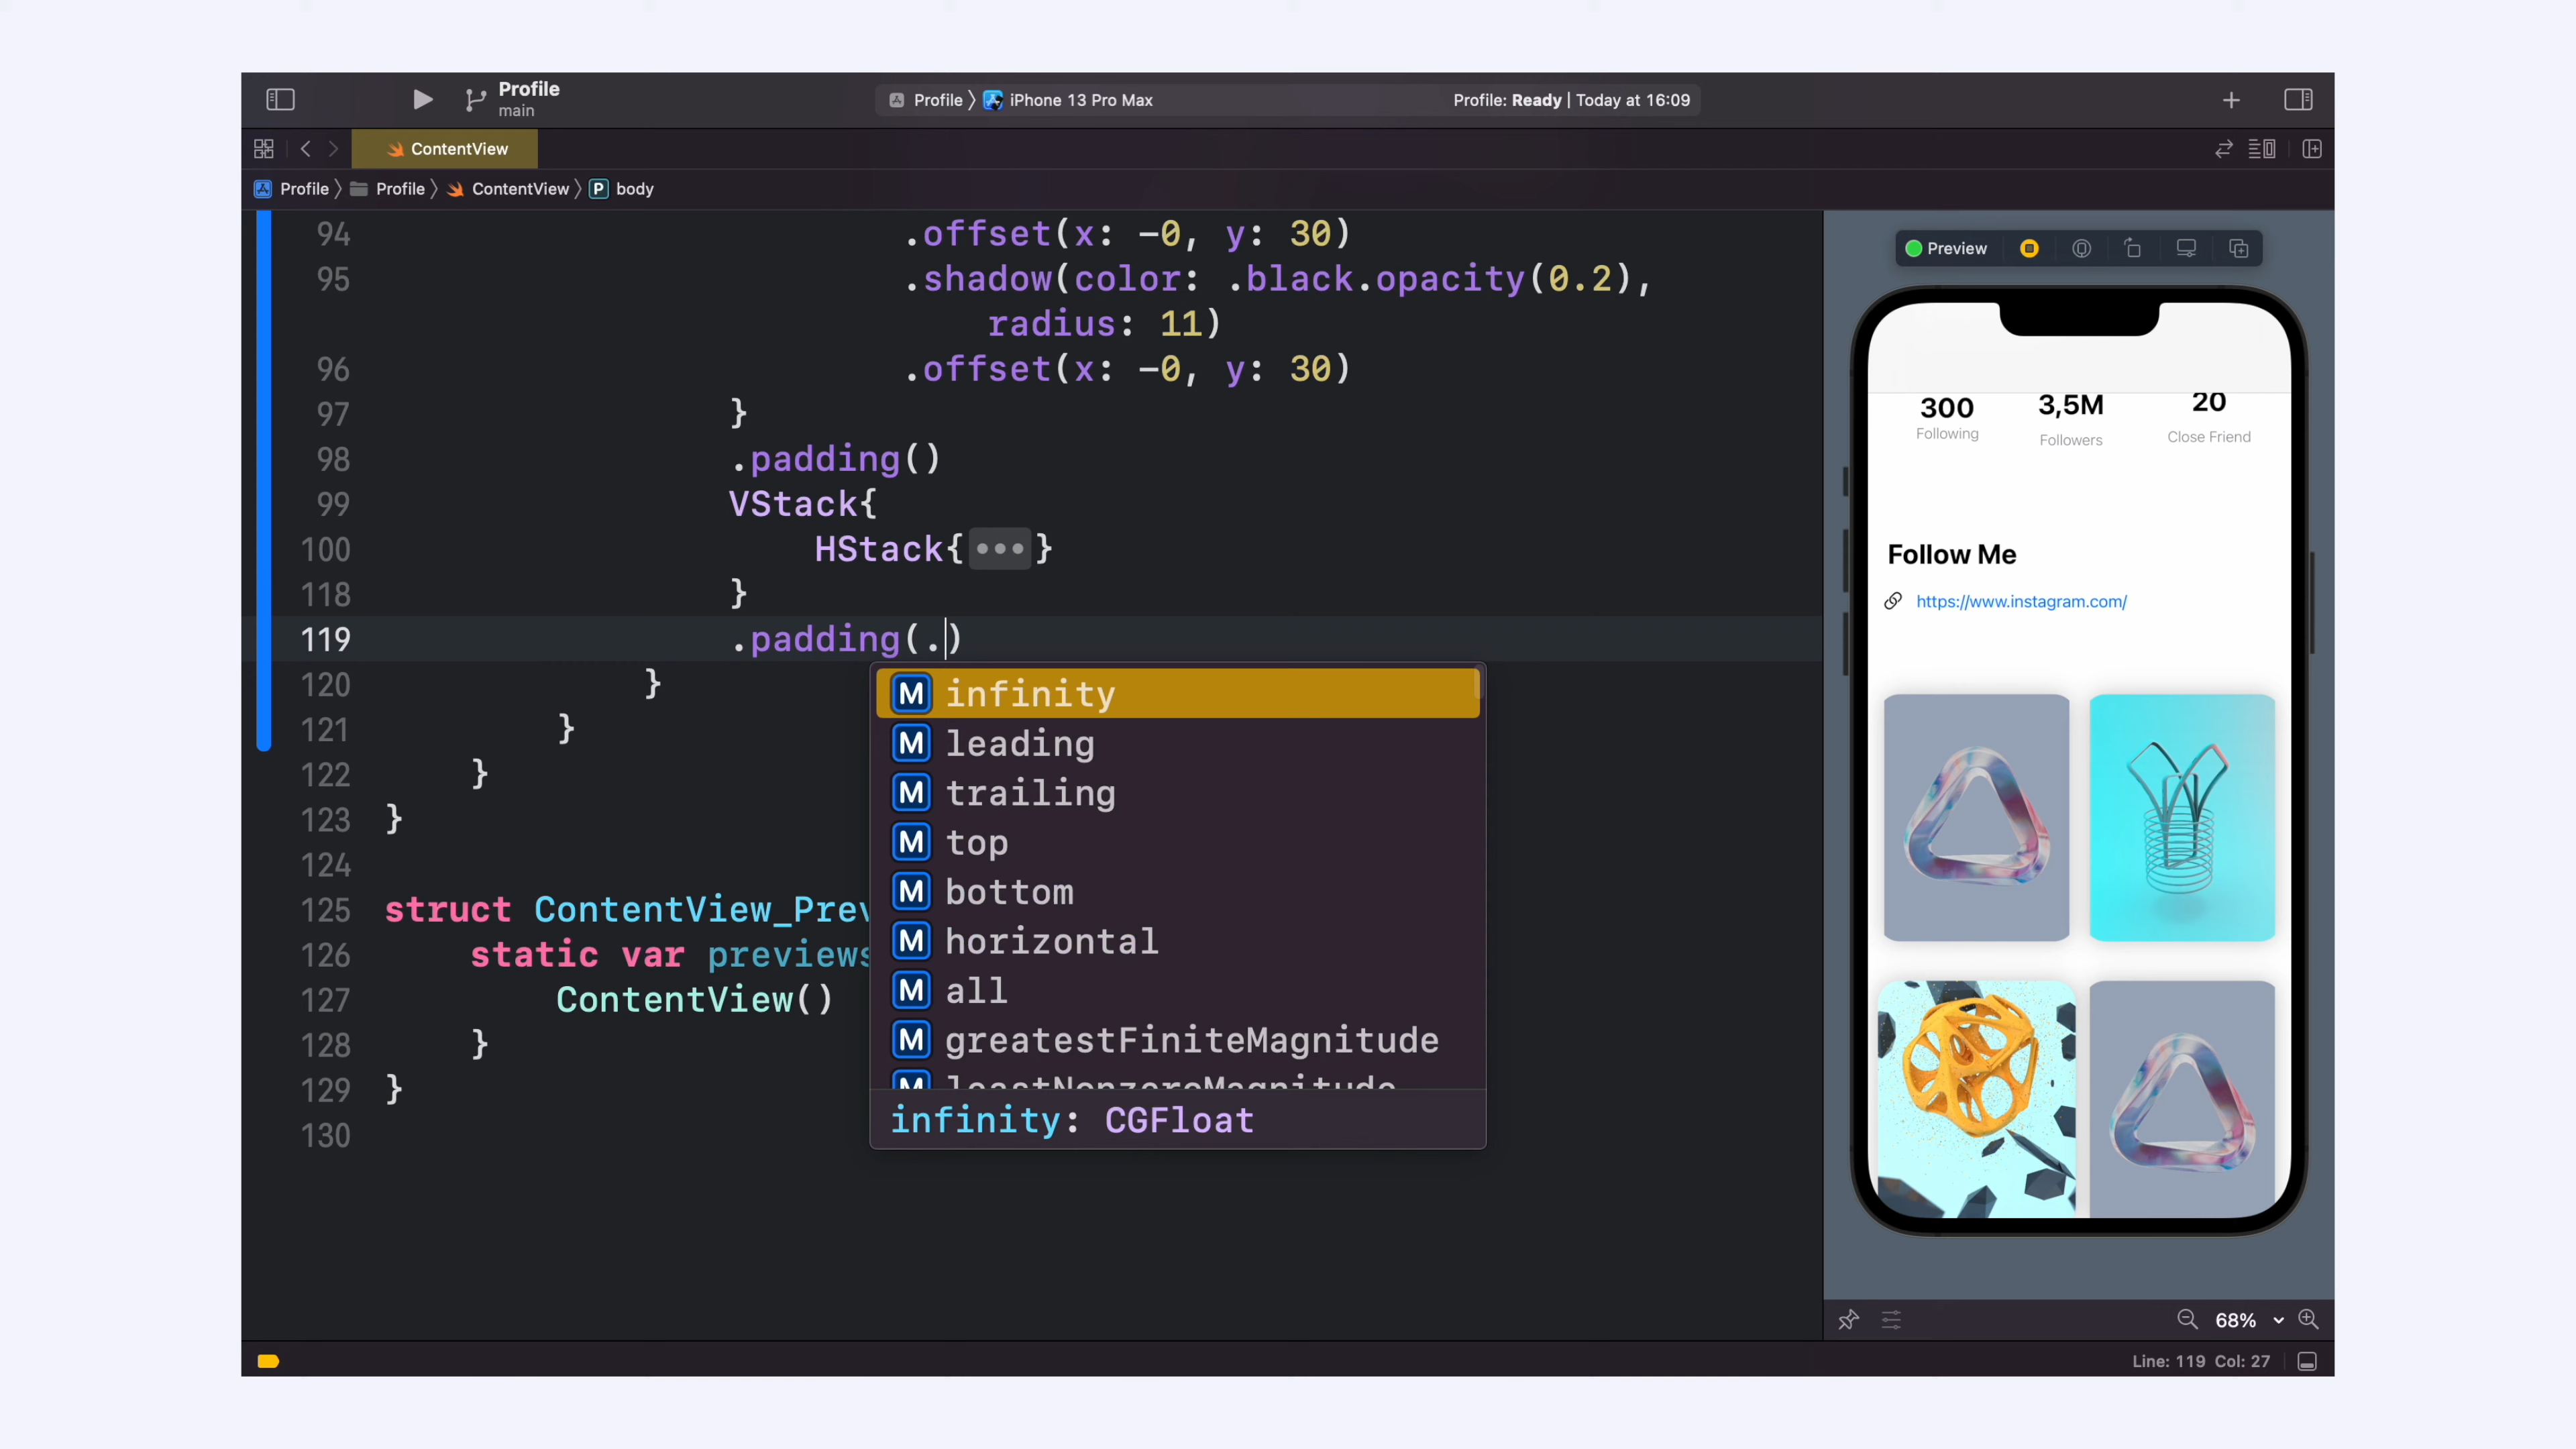 Profile
main
Profile 〉 iPhone 13 Pro Max
Profile: Ready | Today at 16:09
ContentView
Profile 〉 Profile 〉 ContentView 〉 P body
94 .offset(x: -0, y: 30)
95 .shadow(color: .black.opacity(0.2),
radius: 11)
96 .offset(x: -0, y: 30)
97 }
98 .padding()
99 VStack{
100 HStack{•••}
118 }
119 .padding(.)
120 }
121 }
122 }
123 }
124
125 struct ContentView_Prev
126 static var previews
127 ContentView()
128 }
129 }
130
M infinity
M leading
M trailing
M top
M bottom
M horizontal
M all
M greatestFiniteMagnitude
M leastNonzeroMagnitude
infinity: CGFloat
Preview
300 3,5M 20
Following Followers Close Friend
Follow Me
https://www.instagram.com/
68%
Line: 119 Col: 27